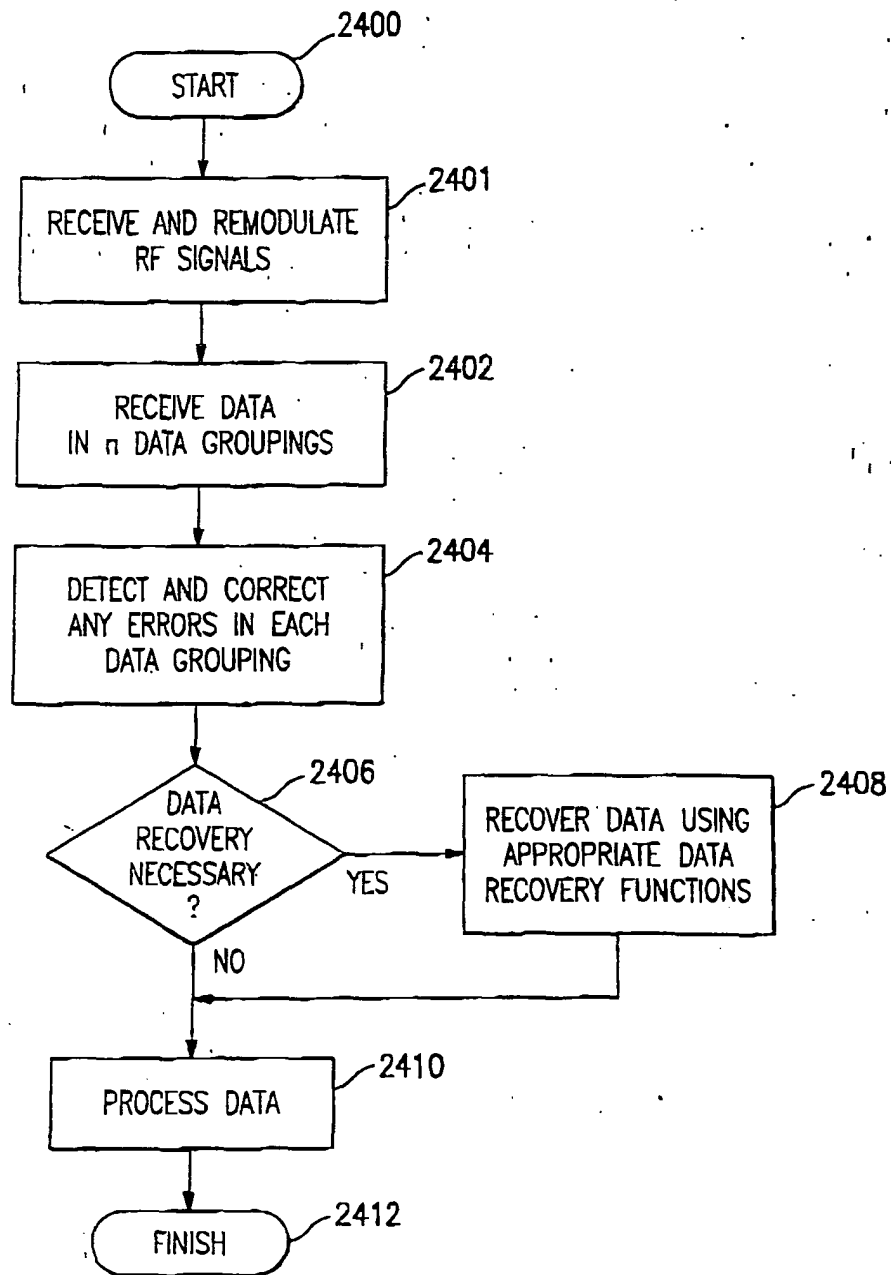 2400
START
2401
RECEIVE AND REMODULATE
RF SIGNALS
2402
RECEIVE DATA
IN n DATA GROUPINGS
2404
DETECT AND CORRECT
ANY ERRORS IN EACH
DATA GROUPING
2406
DATA
RECOVERY
NECESSARY
?
YES
NO
2408
RECOVER DATA USING
APPROPRIATE DATA
RECOVERY FUNCTIONS
2410
PROCESS DATA
2412
FINISH